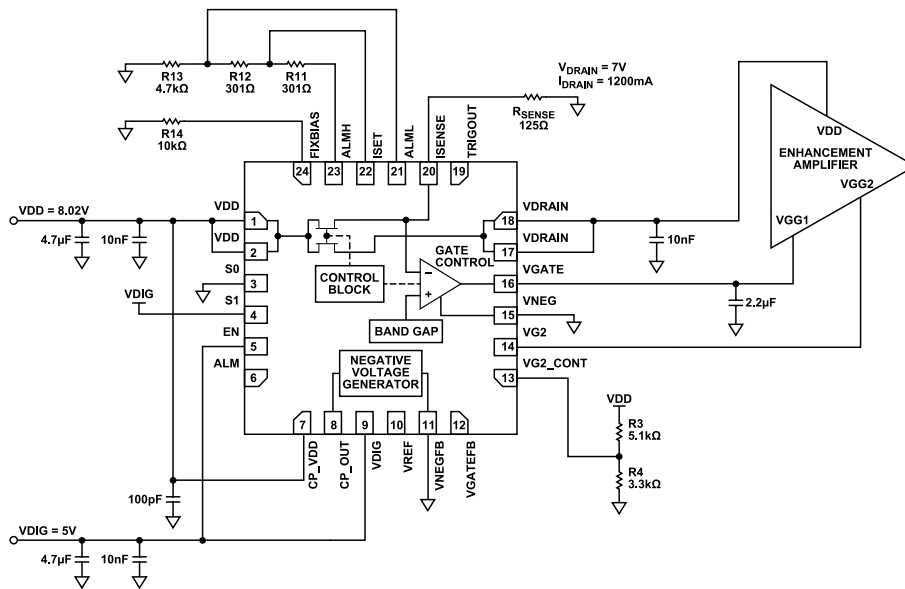 R13
4.7kΩ
R12
301Ω
R11
301Ω
V DRAIN = 7V
I DRAIN = 1200mA
R SENSE
125Ω
R14
10kΩ
FIXBIAS
ALMH
ISET
ALML
ISENSE
TRIGOUT
24
23
22
21
20
19
VDD
ENHANCEMENT
AMPLIFIER
VGG2
VGG1
VDD = 8.02V
4.7µF
10nF
VDD
1
VDD
2
S0
3
S1
4
VDIG
EN
5
ALM
6
CONTROL
BLOCK
GATE
CONTROL
–
+
BAND GAP
NEGATIVE
VOLTAGE
GENERATOR
18
VDRAIN
17
VDRAIN
16
VGATE
15
VNEG
14
VG2
13
VG2_CONT
10nF
2.2µF
VDD
R3
5.1kΩ
R4
3.3kΩ
7
8
9
10
11
12
CP_VDD
CP_OUT
VDIG
VREF
VNEGFB
VGATEFB
100pF
VDIG = 5V
4.7µF
10nF